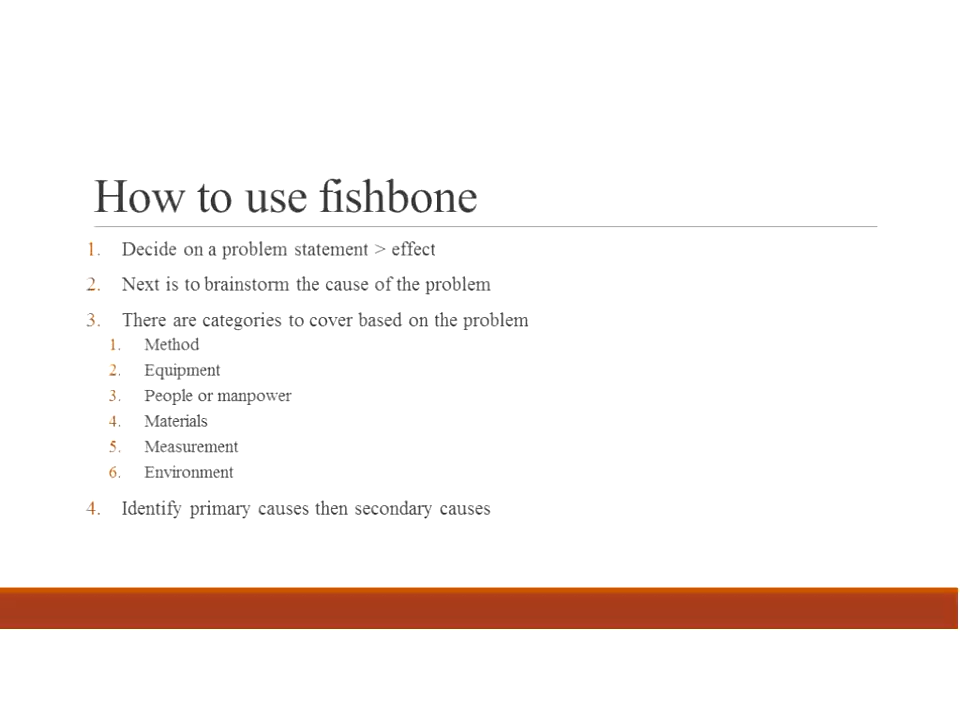 How to use fishbone
1. Decide on a problem statement > effect
2. Next is to brainstorm the cause of the problem
3. There are categories to cover based on the problem
1. Method
2. Equipment
3. People or manpower
4. Materials
5. Measurement
6. Environment
4. Identify primary causes then secondary causes